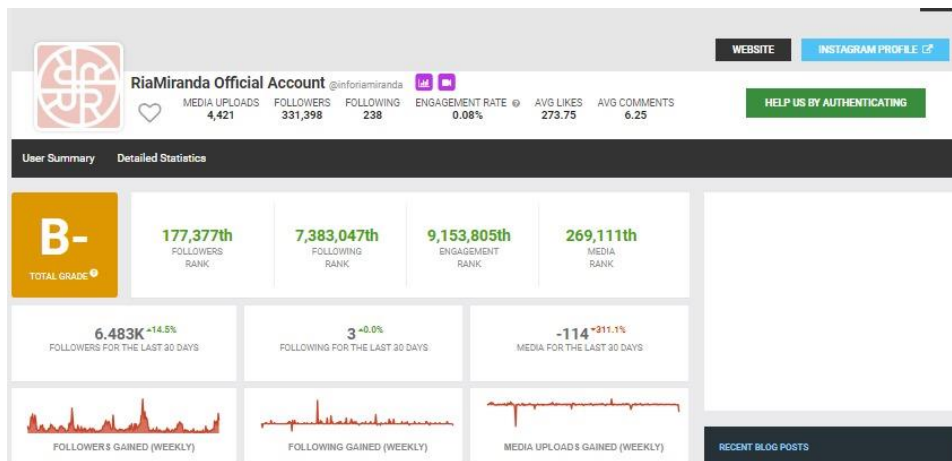 WEBSITE
INSTAGRAM PROFILE
RiaMiranda Official Account @inforiamiranda
MEDIA UPLOADS FOLLOWERS FOLLOWING ENGAGEMENT RATE AVG LIKES AVG COMMENTS
4,421 331,398 238 0.08% 273.75 6.25
HELP US BY AUTHENTICATING
User Summary Detailed Statistics
B-
TOTAL GRADE ?
177,377th 7,383,047th 9,153,805th 269,111th
FOLLOWERS FOLLOWING ENGAGEMENT MEDIA
RANK RANK RANK RANK
6.483K 14.5% 3 0.0% -114 311.1%
FOLLOWERS FOR THE LAST 30 DAYS FOLLOWING FOR THE LAST 30 DAYS MEDIA FOR THE LAST 30 DAYS
FOLLOWERS GAINED (WEEKLY) FOLLOWING GAINED (WEEKLY) MEDIA UPLOADS GAINED (WEEKLY)
RECENT BLOG POSTS